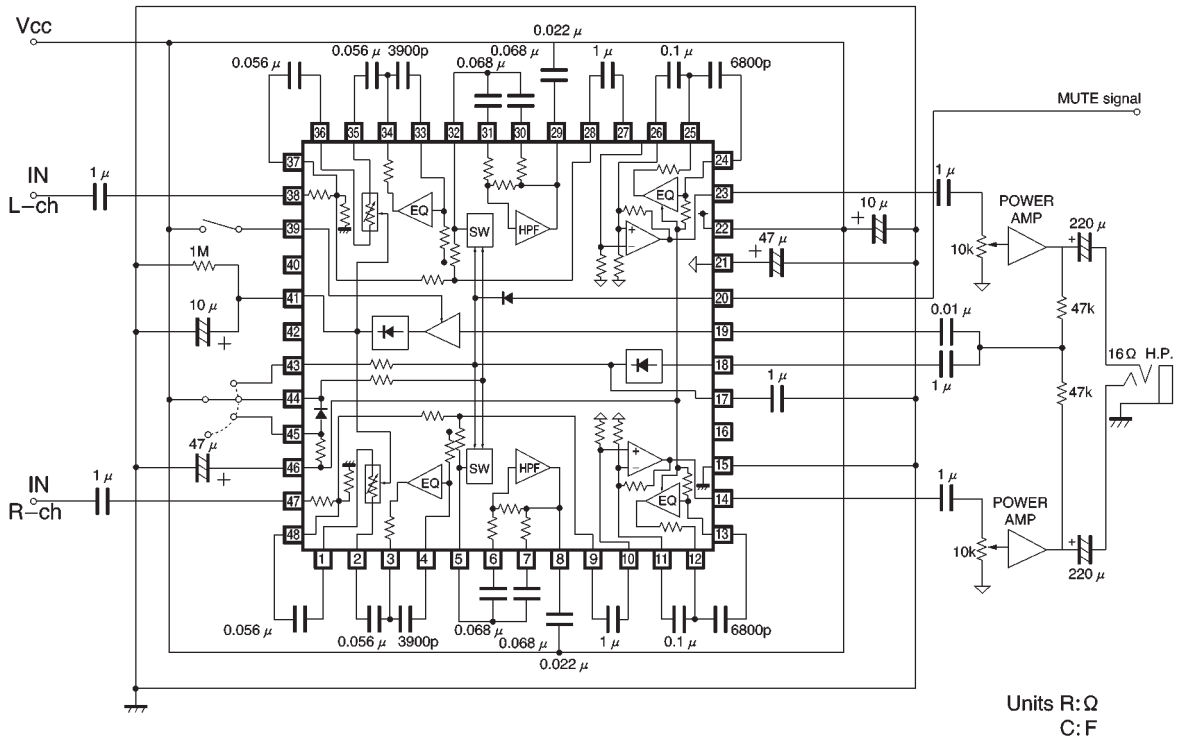 Vcc
0.056 μ
0.056 μ
3900p
0.068 μ
0.068 μ
0.022 μ
1 μ
0.1 μ
6800p
MUTE signal
36
35
34
33
32
31
30
29
28
27
26
25
37
24
IN
L–ch
1 μ
38
EQ
SW
HPF
EQ
+
−
23
1 μ
POWER
AMP
220 μ
+
10k
39
22
10 μ
+
1M
40
21
47 μ
+
41
20
10 μ
+
42
19
0.01 μ
47k
43
18
1 μ
16Ω H.P.
44
17
1 μ
47k
45
16
47 μ
+
46
SW
HPF
+
−
15
IN
R–ch
1 μ
47
EQ
EQ
14
1 μ
POWER
AMP
10k
+
220 μ
48
13
1
2
3
4
5
6
7
8
9
10
11
12
0.056 μ
0.056 μ
3900p
0.068 μ
0.068 μ
0.022 μ
1 μ
0.1 μ
6800p
Units R: Ω
C: F